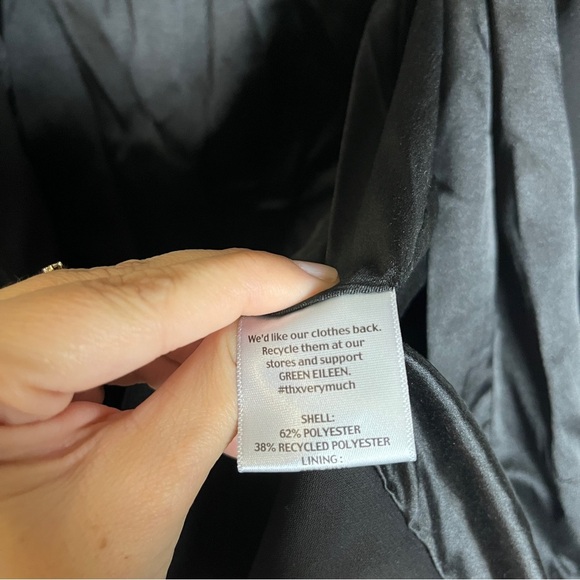 We'd like our clothes back.
Recycle them at our
stores and support
GREEN EILEEN.
#thxverymuch
SHELL:
62% POLYESTER
38% RECYCLED POLYESTER
LINING :